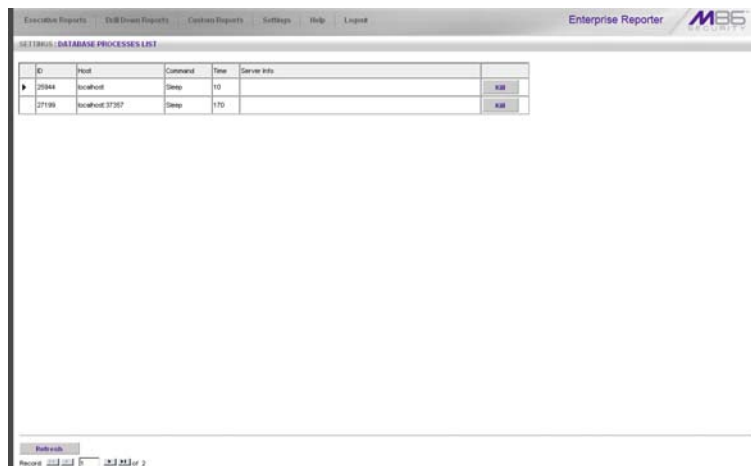 Executive Reports Drill Down Reports Custom Reports Settings Help Logout
Enterprise Reporter
M86 SECURITY
SETTINGS : DATABASE PROCESSES LIST
ID Host Command Time Server Info
25944 localhost Sleep 10 Kill
27199 localhost:37357 Sleep 170 Kill
Refresh
Record of 2